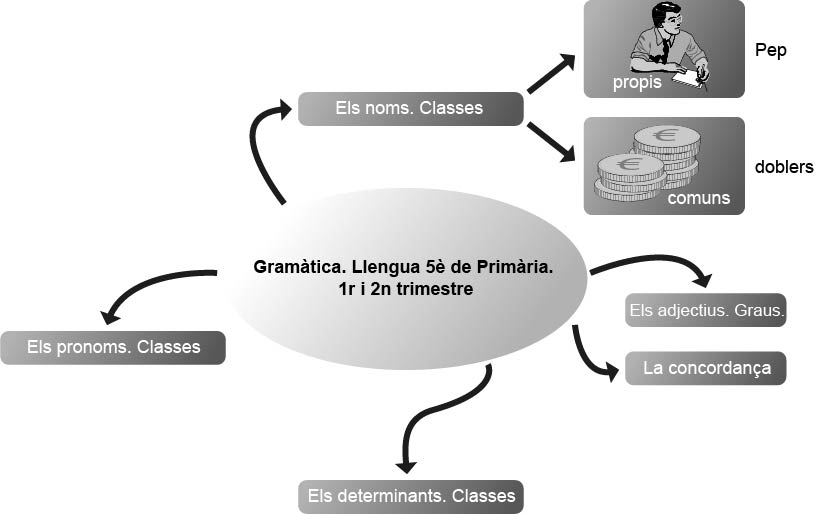 Pep
propis
Els noms. Classes
doblers
comuns
Gramàtica. Llengua 5è de Primària.
1r i 2n trimestre
Els adjectius. Graus.
Els pronoms. Classes
La concordança
Els determinants. Classes